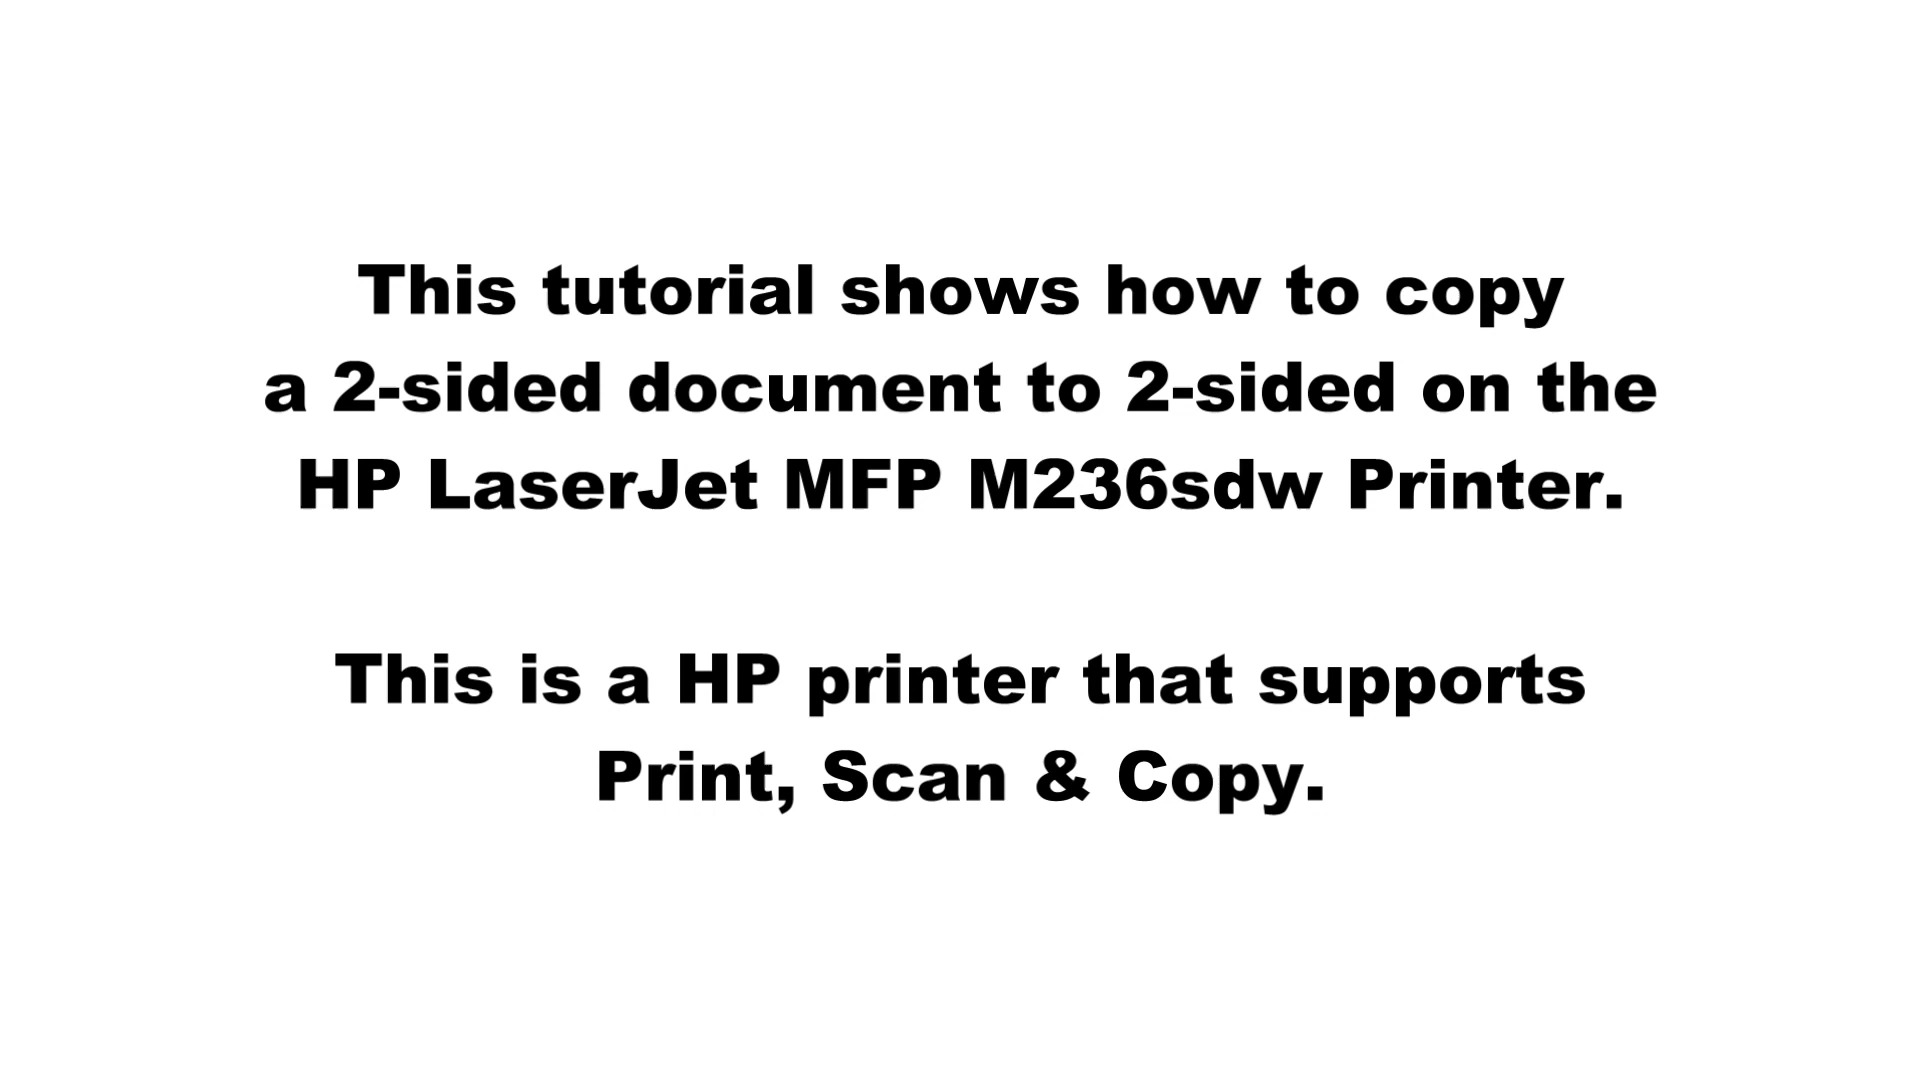 This tutorial shows how to copy
a 2-sided document to 2-sided on the
HP LaserJet MFP M236sdw Printer.
This is a HP printer that supports
Print, Scan & Copy.